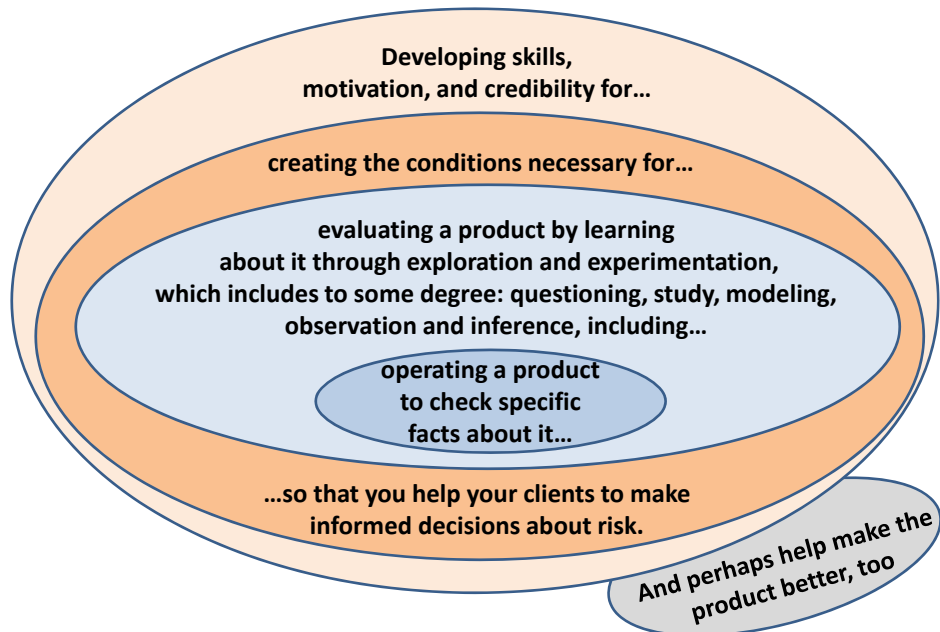 Developing skills,
motivation, and credibility for…
creating the conditions necessary for…
evaluating a product by learning
about it through exploration and experimentation,
which includes to some degree: questioning, study, modeling,
observation and inference, including…
operating a product
to check specific
facts about it…
…so that you help your clients to make
informed decisions about risk.
And perhaps help make the
product better, too